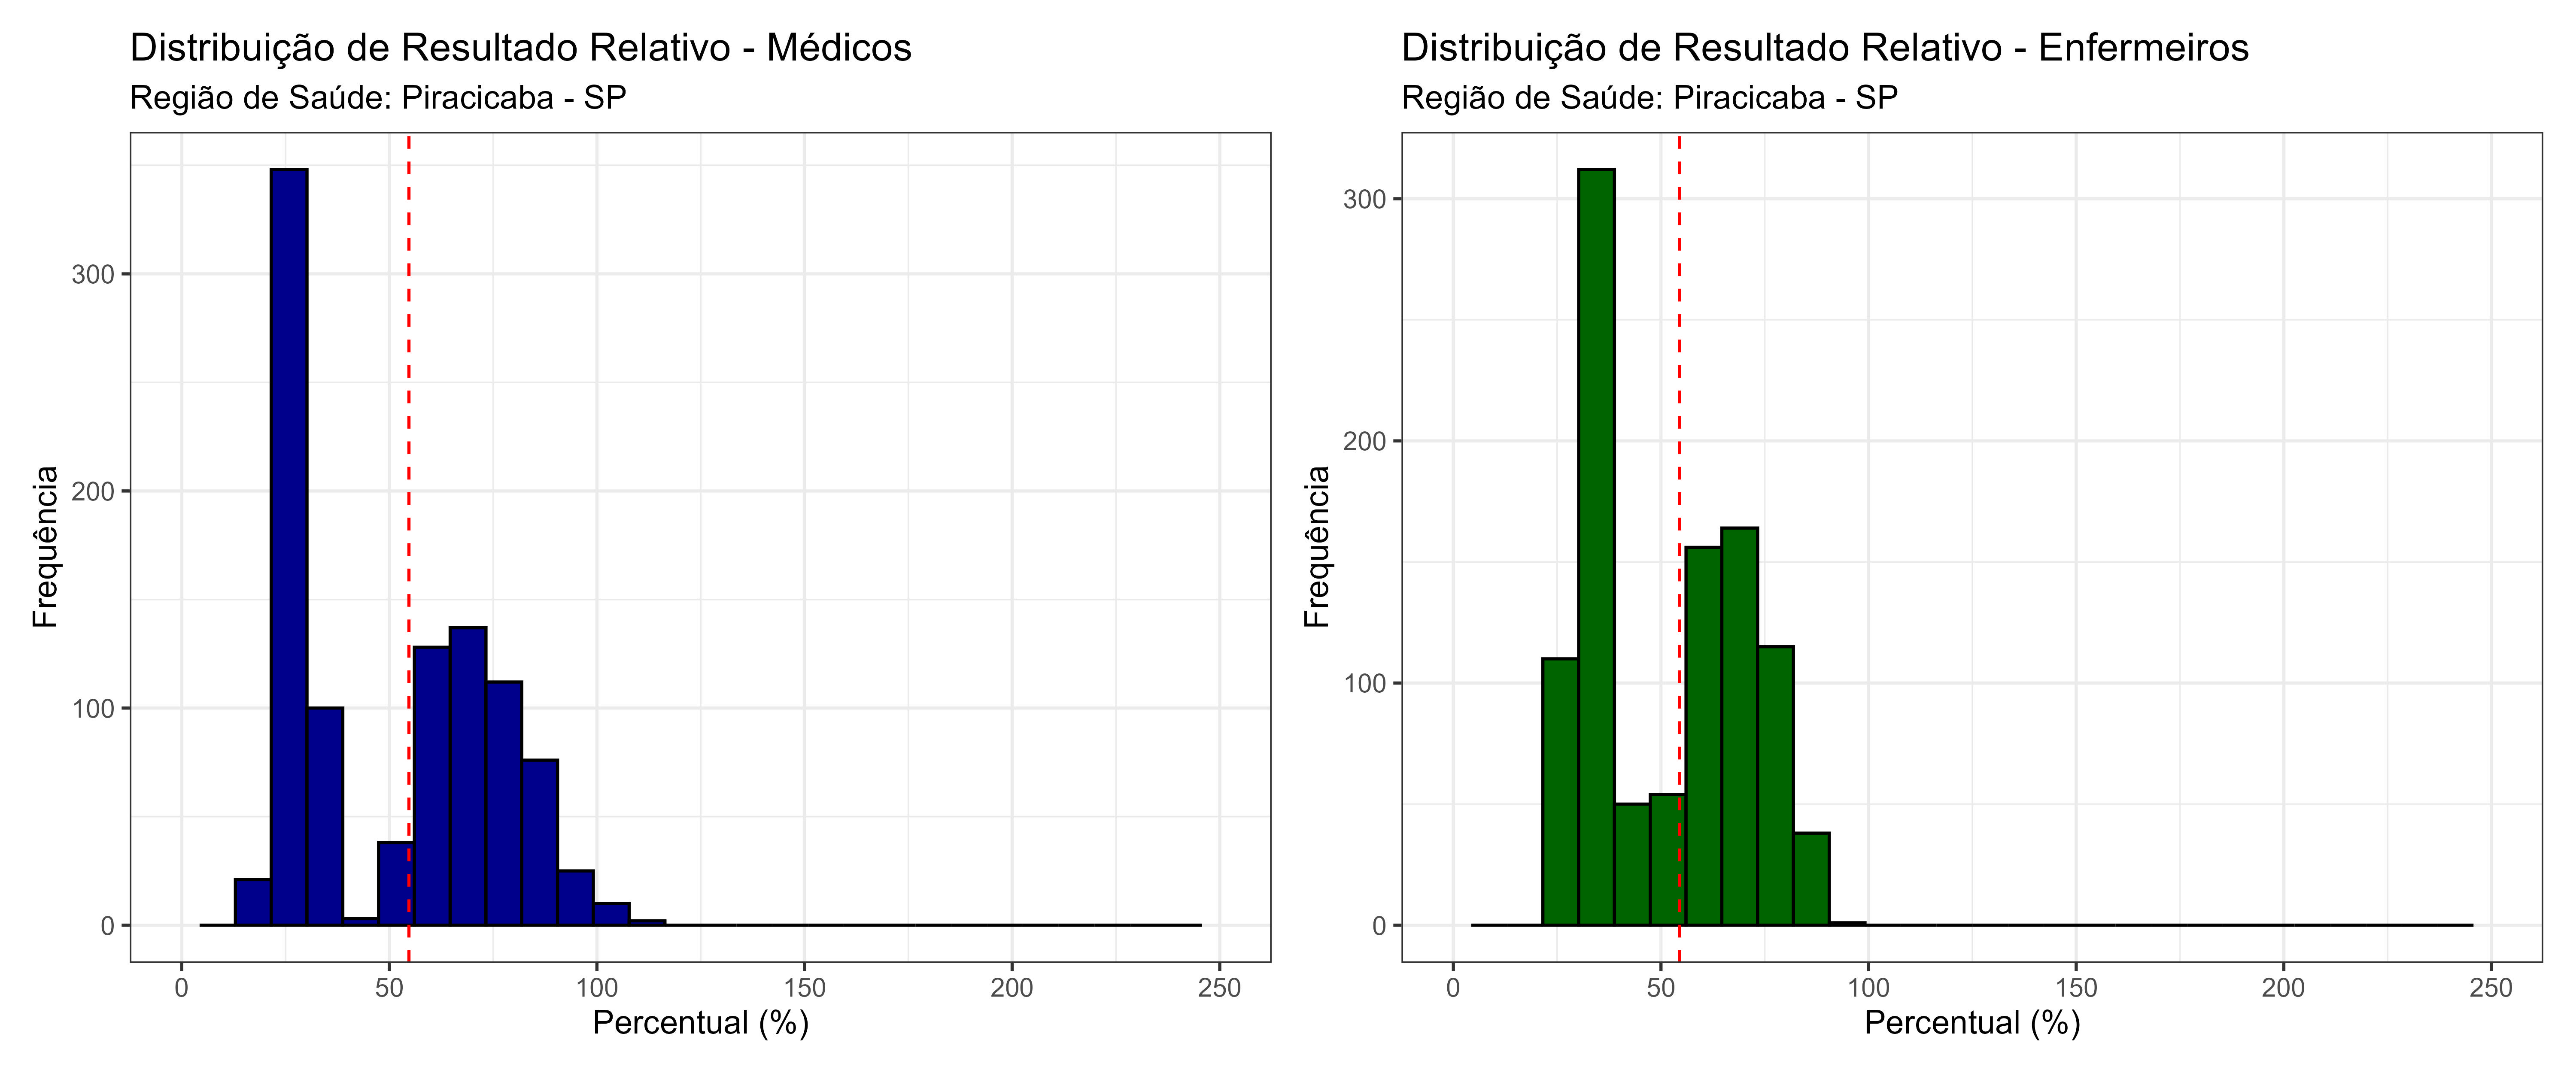 Distribuição de Resultado Relativo - Médicos
Região de Saúde: Piracicaba - SP
Frequência
300
200
100
0
0 50 100 150 200 250
Percentual (%)
Distribuição de Resultado Relativo - Enfermeiros
Região de Saúde: Piracicaba - SP
Frequência
300
200
100
0
0 50 100 150 200 250
Percentual (%)